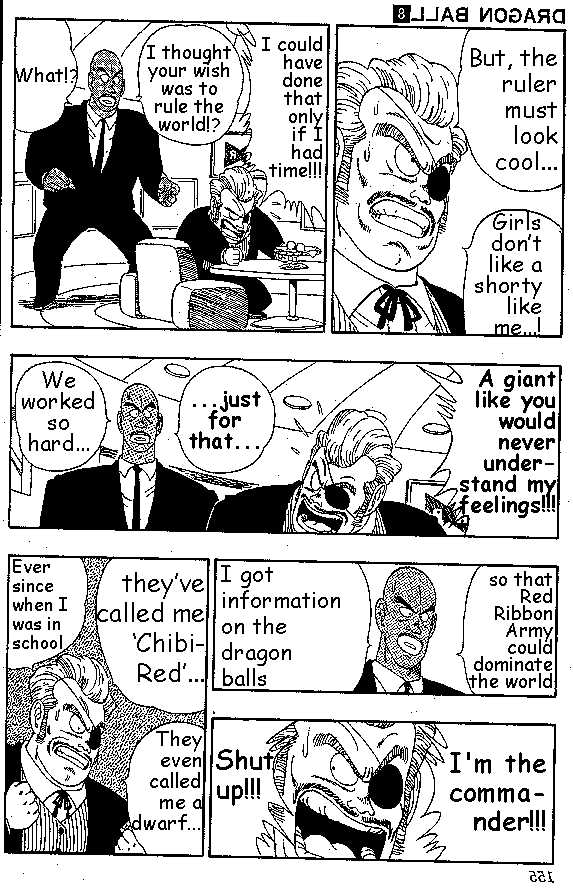 DRAGON BALL 8
What!?
I thought
your wish
was to
rule the
world!?
I could
have
done
that
only
if I
had
time!!!
But, the
ruler
must
look
cool...
Girls
don't
like a
shorty
like
me...!
We
worked
so
hard...
...just
for
that...
A giant
like you
would
never
under-
stand my
feelings!!!
Ever
since
when I
was in
school
they've
called me
'Chibi-
Red'...
They
even
called
me a
dwarf...
I got
information
on the
dragon
balls
so that
Red
Ribbon
Army
could
dominate
the world
Shut
up!!!
I'm the
comma-
nder!!!
155